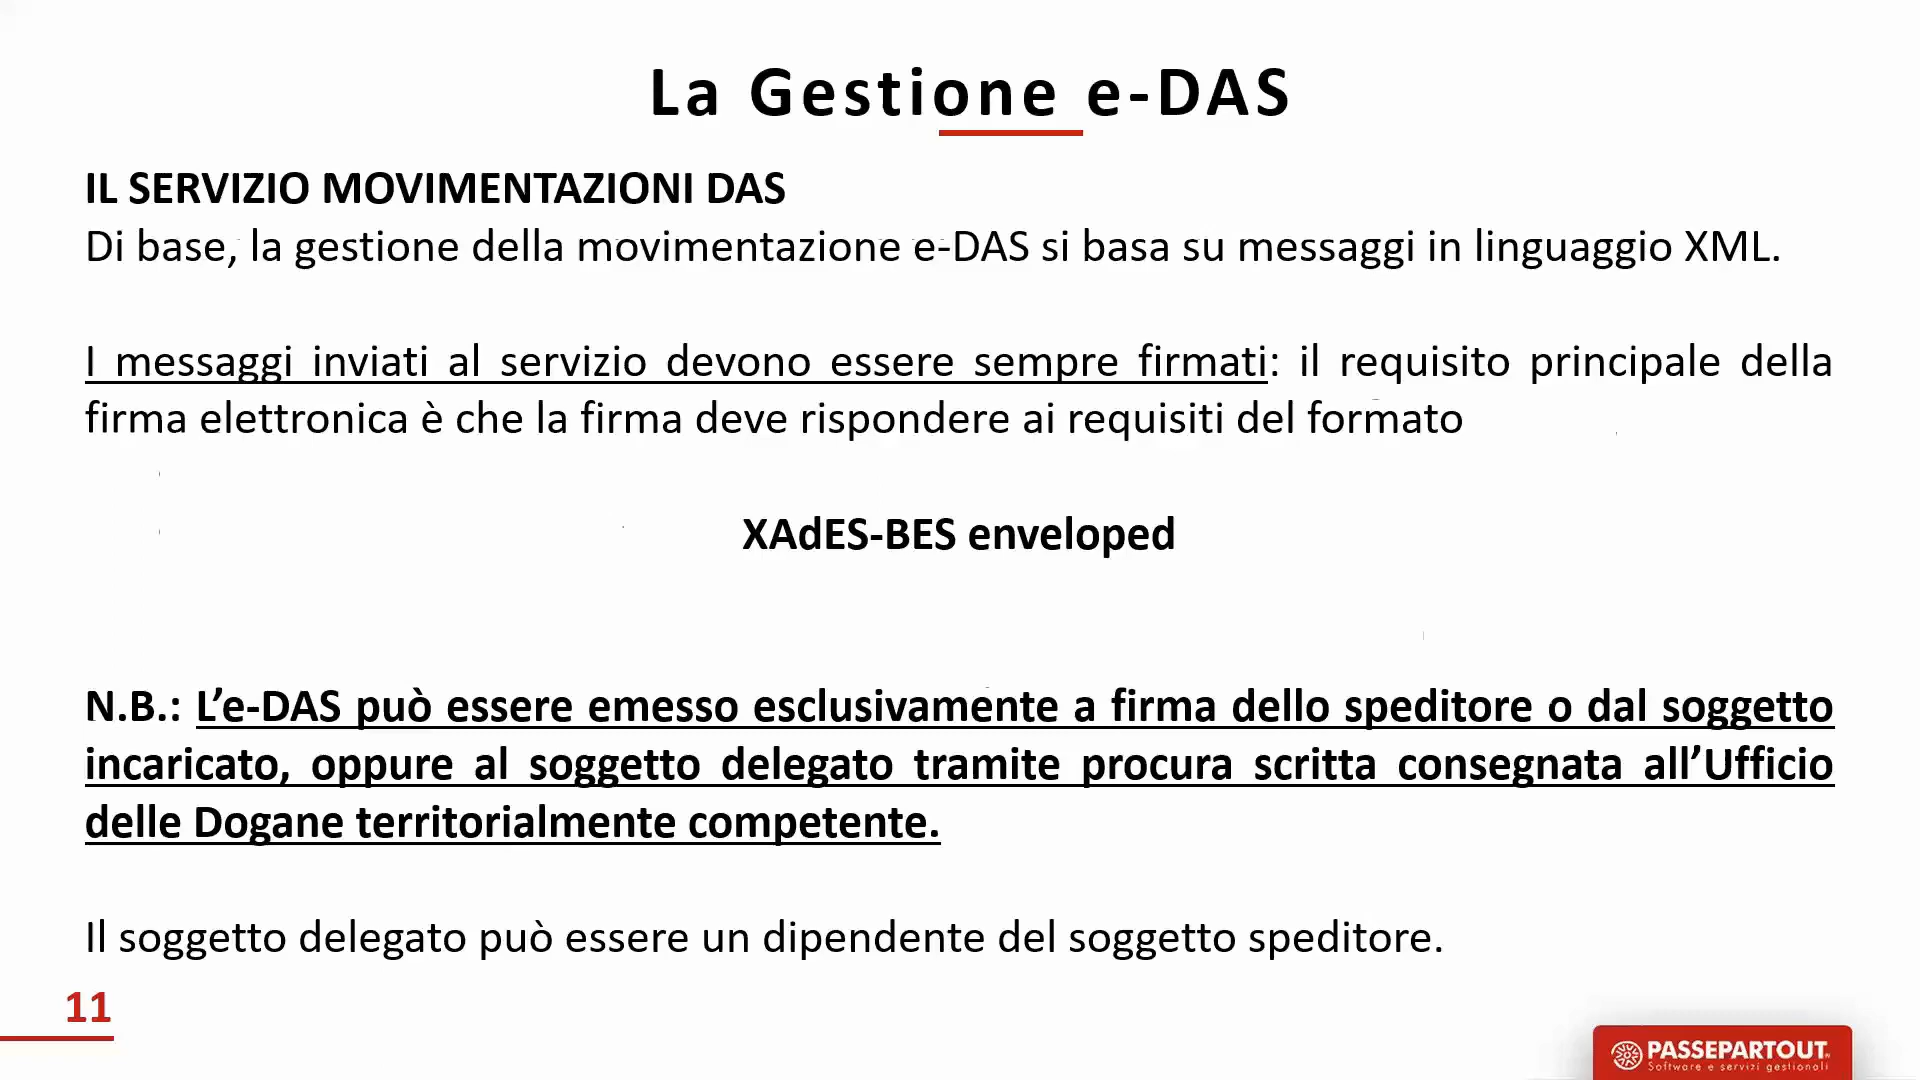 La Gestione e-DAS
IL SERVIZIO MOVIMENTAZIONI DAS
Di base, la gestione della movimentazione e-DAS si basa su messaggi in linguaggio XML.
I messaggi inviati al servizio devono essere sempre firmati: il requisito principale della
firma elettronica è che la firma deve rispondere ai requisiti del formato
XAdES-BES enveloped
N.B.: L’e-DAS può essere emesso esclusivamente a firma dello speditore o dal soggetto
incaricato, oppure al soggetto delegato tramite procura scritta consegnata all’Ufficio
delle Dogane territorialmente competente.
Il soggetto delegato può essere un dipendente del soggetto speditore.
11
PASSEPARTOUT
Software e servizi gestionali